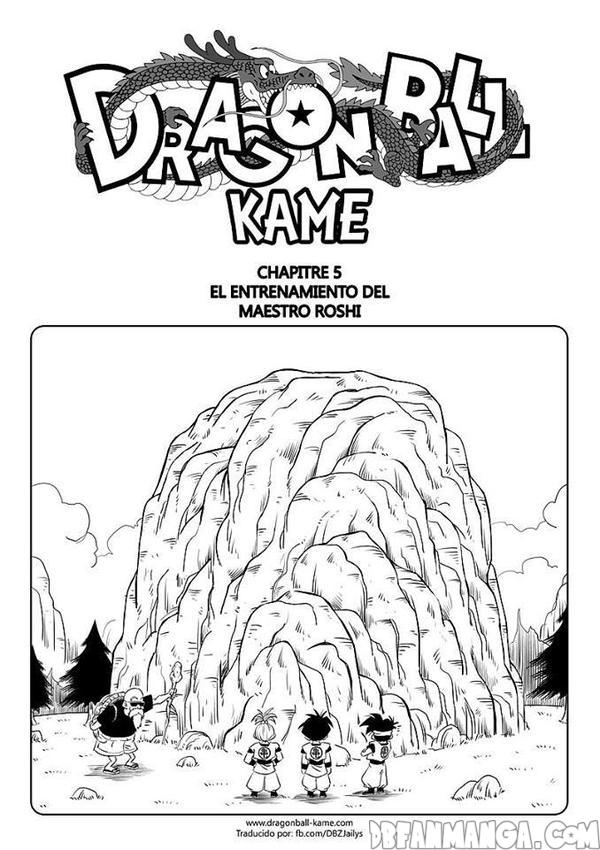 DRAGON BALL
KAME
CHAPITRE 5
EL ENTRENAMIENTO DEL
MAESTRO ROSHI
www.dragonball-kame.com
Traducido por: fb.com/DBZJailys
DBFANMANGA.COM